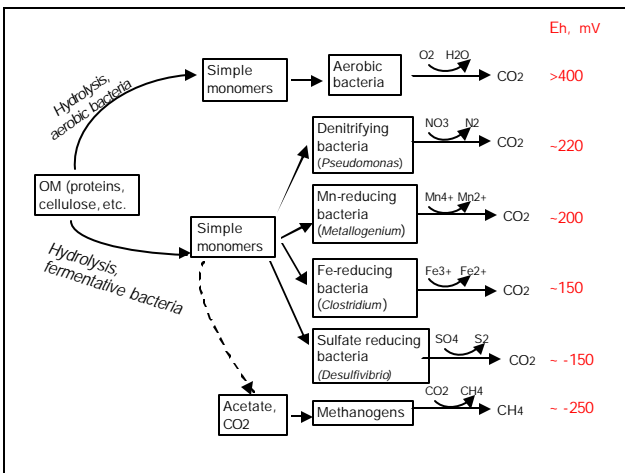 Eh, mV
Hydrolysis,
aerobic bacteria
Simple
monomers
Aerobic
bacteria
O2 H2O
CO2
>400
Denitrifying
bacteria
(Pseudomonas)
NO3 N2
CO2
~220
OM (proteins,
cellulose, etc.
Hydrolysis,
fermentative bacteria
Simple
monomers
Mn-reducing
bacteria
(Metallogenium)
Mn4+ Mn2+
CO2
~200
Fe-reducing
bacteria
(Clostridium)
Fe3+ Fe2+
CO2
~150
Sulfate reducing
bacteria
(Desulfivibrio)
SO4 S2
CO2
~ -150
Acetate,
CO2
Methanogens
CO2 CH4
CH4
~ -250